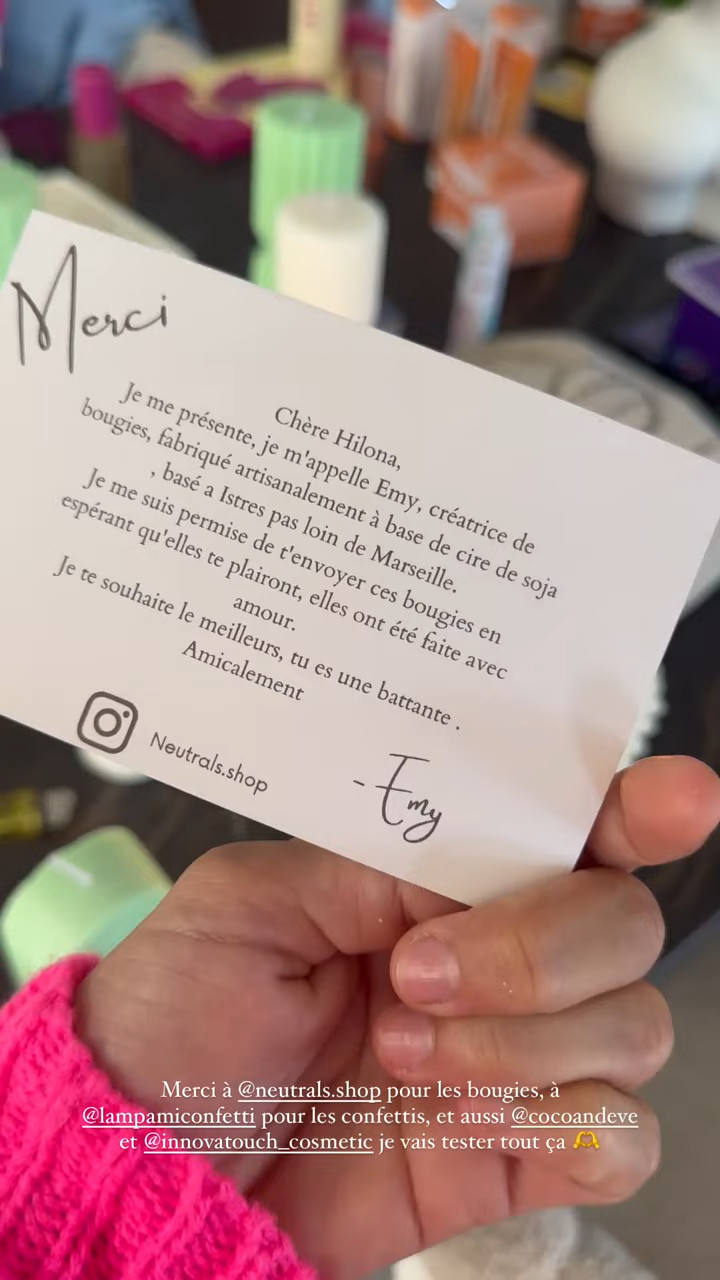 Merci
Chère Hilona,
Je me présente, je m'appelle Emy, créatrice de
bougies, fabriqué artisanalement à base de cire de soja
, basé a Istres pas loin de Marseille.
Je me suis permise de t'envoyer ces bougies en
espérant qu'elles te plairont, elles ont été faite avec
amour.
Je te souhaite le meilleurs, tu es une battante .
Amicalement
Neutrals.shop
- Emy
Merci à @neutrals.shop pour les bougies, à
@lampamiconfetti pour les confettis, et aussi @cocoandeve
et @innovatouch_cosmetic je vais tester tout ça 🫶